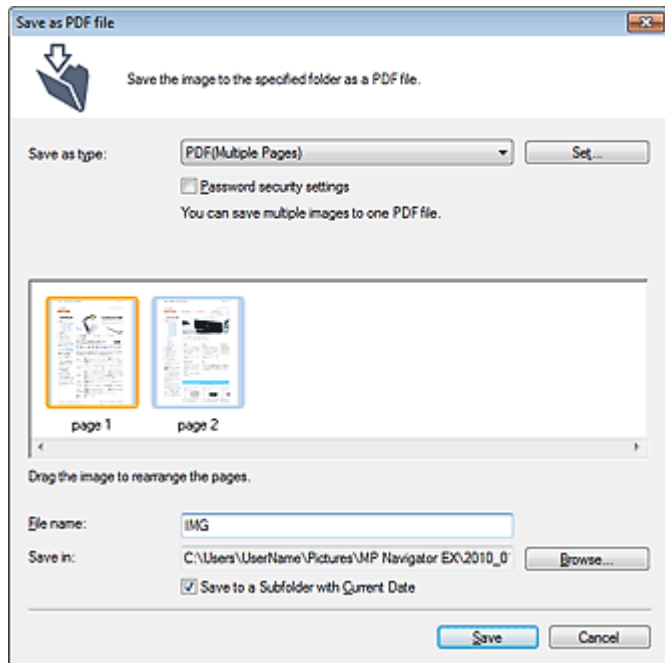 Save as PDF file
Save the image to the specified folder as a PDF file.
Save as type: PDF(Multiple Pages) Set...
Password security settings
You can save multiple images to one PDF file.
page 1 page 2
Drag the image to rearrange the pages.
File name: IMG
Save in: C:\Users\UserName\Pictures\MP Navigator EX\2010_0 Browse...
Save to a Subfolder with Current Date
Save Cancel